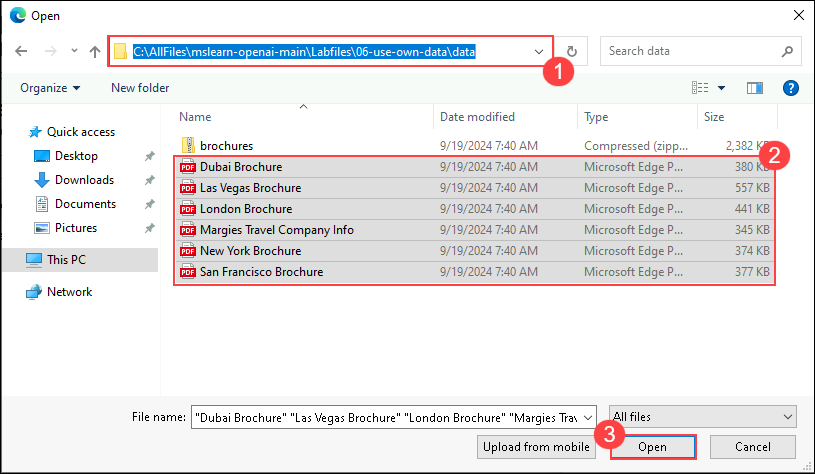 Open
C:\AllFiles\mslearn-openai-main\Labfiles\06-use-own-data\data
Search data
1
Organize
New folder
?
Name
Date modified
Type
Size
Quick access
Desktop
Downloads
Documents
Pictures
This PC
Network
brochures 9/19/2024 7:40 AM Compressed (zipp... 2,382 KB
2
PDF Dubai Brochure 9/19/2024 7:40 AM Microsoft Edge P... 380 KB
PDF Las Vegas Brochure 9/19/2024 7:40 AM Microsoft Edge P... 557 KB
PDF London Brochure 9/19/2024 7:40 AM Microsoft Edge P... 441 KB
PDF Margies Travel Company Info 9/19/2024 7:40 AM Microsoft Edge P... 345 KB
PDF New York Brochure 9/19/2024 7:40 AM Microsoft Edge P... 374 KB
PDF San Francisco Brochure 9/19/2024 7:40 AM Microsoft Edge P... 377 KB
File name: "Dubai Brochure" "Las Vegas Brochure" "London Brochure" "Margies Trav
All files
3
Upload from mobile
Open
Cancel